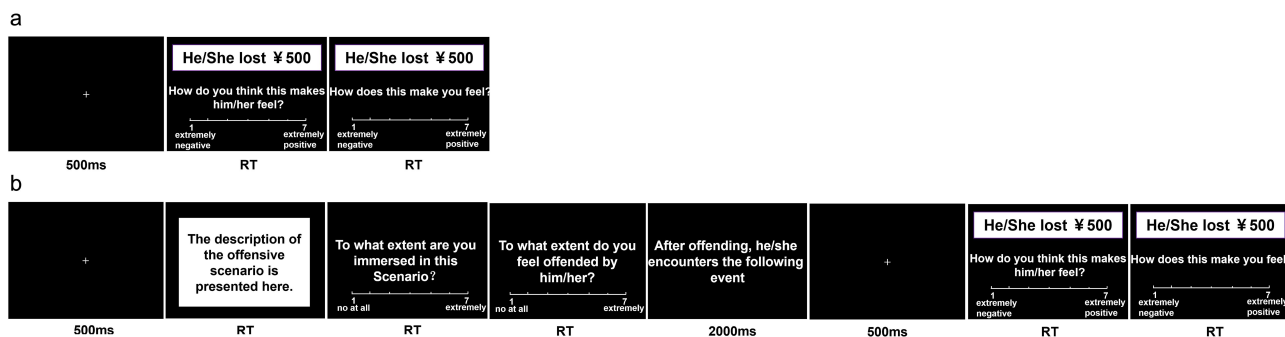 a
He/She lost ¥ 500
How do you think this makes
him/her feel?
1 7
extremely extremely
negative positive
He/She lost ¥ 500
How does this make you feel?
1 7
extremely extremely
negative positive
500ms RT RT
b
The description of
the offensive
scenario is
presented here.
To what extent are you
immersed in this
Scenario?
1 7
no at all extremely
To what extent do you
feel offended by
him/her?
1 7
no at all extremely
After offending, he/she
encounters the following
event
He/She lost ¥ 500
How do you think this makes
him/her feel?
1 7
extremely extremely
negative positive
He/She lost ¥ 500
How does this make you feel
1 7
extremely extremely
negative positive
500ms RT RT RT 2000ms 500ms RT RT